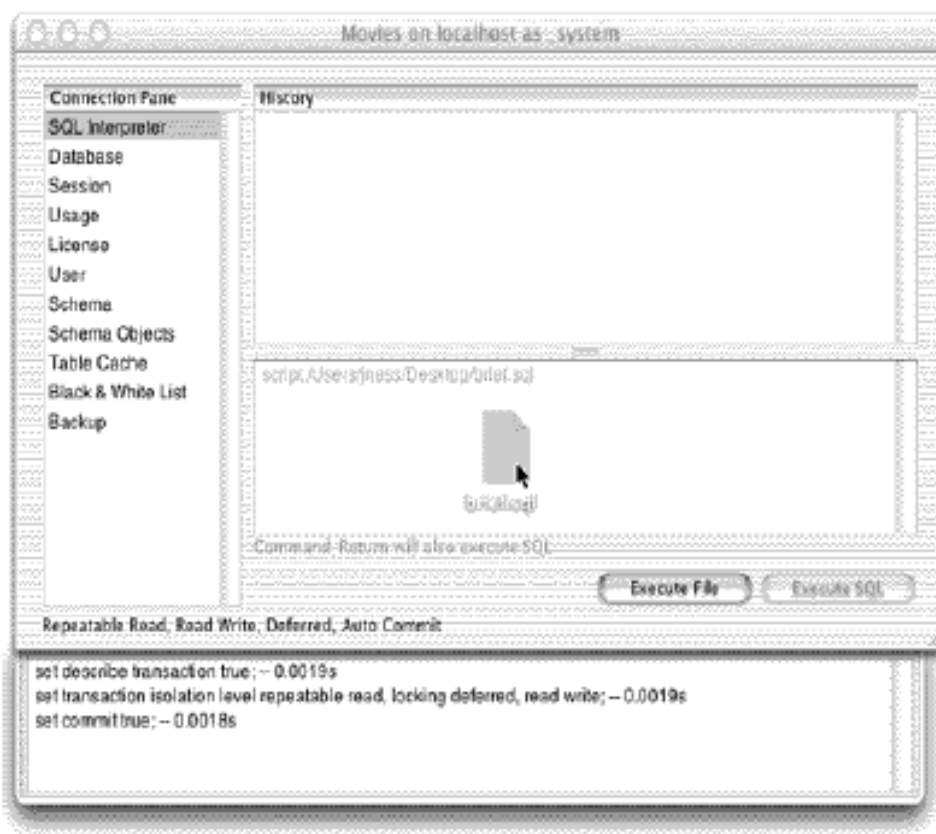 Movies on localhost as _system
Connection Pane
History
SQL Interpreter
Database
Session
Usage
License
User
Schema
Schema Objects
Table Cache
Black & White List
Backup
Command-Return will also execute SQL
Execute File
Execute SQL
Repeatable Read, Read Write, Deferred, Auto Commit
set describe transaction true; -- 0.0019s
set transaction isolation level repeatable read, locking deferred, read write; -- 0.0019s
set commit true; -- 0.0018s